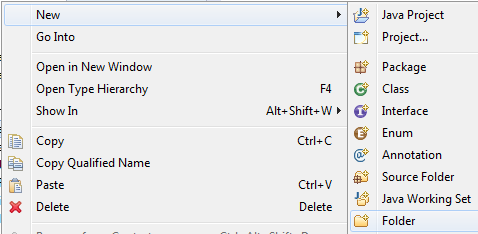 New
Go Into
Open in New Window
Open Type Hierarchy F4
Show In Alt+Shift+W
Copy Ctrl+C
Copy Qualified Name
Paste Ctrl+V
Delete Delete
Java Project
Project...
Package
Class
Interface
Enum
Annotation
Source Folder
Java Working Set
Folder